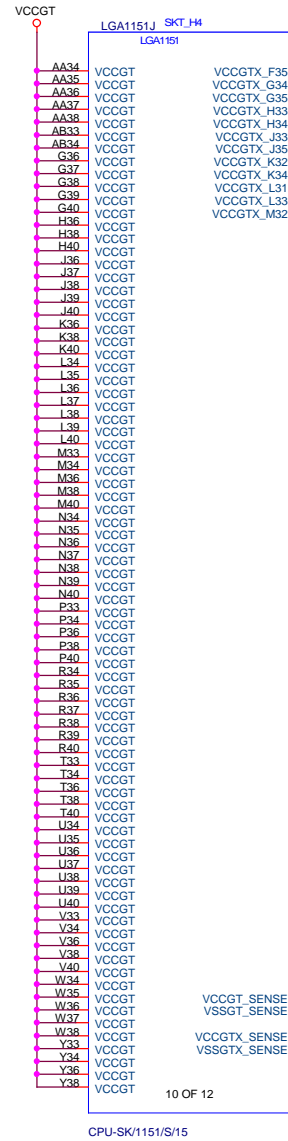 VCCGT
LGA1151J SKT_H4
LGA1151
AA34 VCCGT VCCGTX_F35
AA35 VCCGT VCCGTX_G34
AA36 VCCGT VCCGTX_G35
AA37 VCCGT VCCGTX_H33
AA38 VCCGT VCCGTX_H34
AB33 VCCGT VCCGTX_J33
AB34 VCCGT VCCGTX_J35
G36 VCCGT VCCGTX_K32
G37 VCCGT VCCGTX_K34
G38 VCCGT VCCGTX_L31
G39 VCCGT VCCGTX_L33
G40 VCCGT VCCGTX_M32
H36 VCCGT
H38 VCCGT
H40 VCCGT
J36 VCCGT
J37 VCCGT
J38 VCCGT
J39 VCCGT
J40 VCCGT
K36 VCCGT
K38 VCCGT
K40 VCCGT
L34 VCCGT
L35 VCCGT
L36 VCCGT
L37 VCCGT
L38 VCCGT
L39 VCCGT
L40 VCCGT
M33 VCCGT
M34 VCCGT
M36 VCCGT
M38 VCCGT
M40 VCCGT
N34 VCCGT
N35 VCCGT
N36 VCCGT
N37 VCCGT
N38 VCCGT
N39 VCCGT
N40 VCCGT
P33 VCCGT
P34 VCCGT
P36 VCCGT
P38 VCCGT
P40 VCCGT
R34 VCCGT
R35 VCCGT
R36 VCCGT
R37 VCCGT
R38 VCCGT
R39 VCCGT
R40 VCCGT
T33 VCCGT
T34 VCCGT
T36 VCCGT
T38 VCCGT
T40 VCCGT
U34 VCCGT
U35 VCCGT
U36 VCCGT
U37 VCCGT
U38 VCCGT
U39 VCCGT
U40 VCCGT
V33 VCCGT
V34 VCCGT
V36 VCCGT
V38 VCCGT
V40 VCCGT
W34 VCCGT
W35 VCCGT VCCGT_SENSE
W36 VCCGT VSSGT_SENSE
W37 VCCGT
W38 VCCGT VCCGTX_SENSE
Y33 VCCGT VSSGTX_SENSE
Y34 VCCGT
Y36 VCCGT
Y38 VCCGT
10 OF 12
CPU-SK/1151/S/15